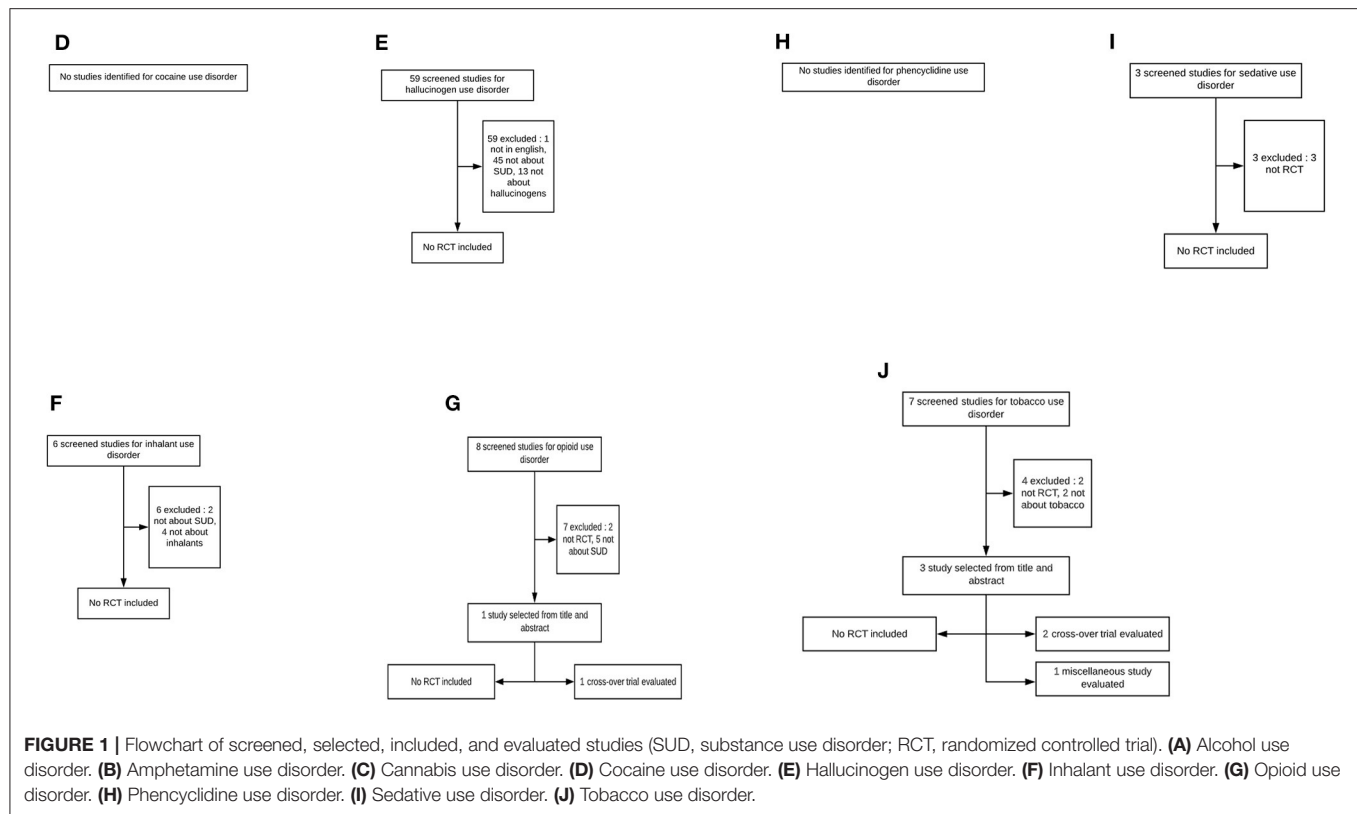 D
No studies identified for cocaine use disorder
E
59 screened studies for
hallucinogen use disorder
59 excluded : 1
not in english,
45 not about
SUD, 13 not
about
hallucinogens
No RCT included
H
No studies identified for phencyclidine use
disorder
I
3 screened studies for sedative use
disorder
3 excluded : 3
not RCT
No RCT included
F
6 screened studies for inhalant use
disorder
6 excluded : 2
not about SUD,
4 not about
inhalants
No RCT included
G
8 screened studies for opioid use
disorder
7 excluded : 2
not RCT, 5 not
about SUD
1 study selected from title and
abstract
No RCT included
1 cross-over trial evaluated
J
7 screened studies for tobacco use
disorder
4 excluded : 2
not RCT, 2 not
about tobacco
3 study selected from title and
abstract
No RCT included
2 cross-over trial evaluated
1 miscellaneous study
evaluated
FIGURE 1 | Flowchart of screened, selected, included, and evaluated studies (SUD, substance use disorder; RCT, randomized controlled trial). (A) Alcohol use
disorder. (B) Amphetamine use disorder. (C) Cannabis use disorder. (D) Cocaine use disorder. (E) Hallucinogen use disorder. (F) Inhalant use disorder. (G) Opioid use
disorder. (H) Phencyclidine use disorder. (I) Sedative use disorder. (J) Tobacco use disorder.